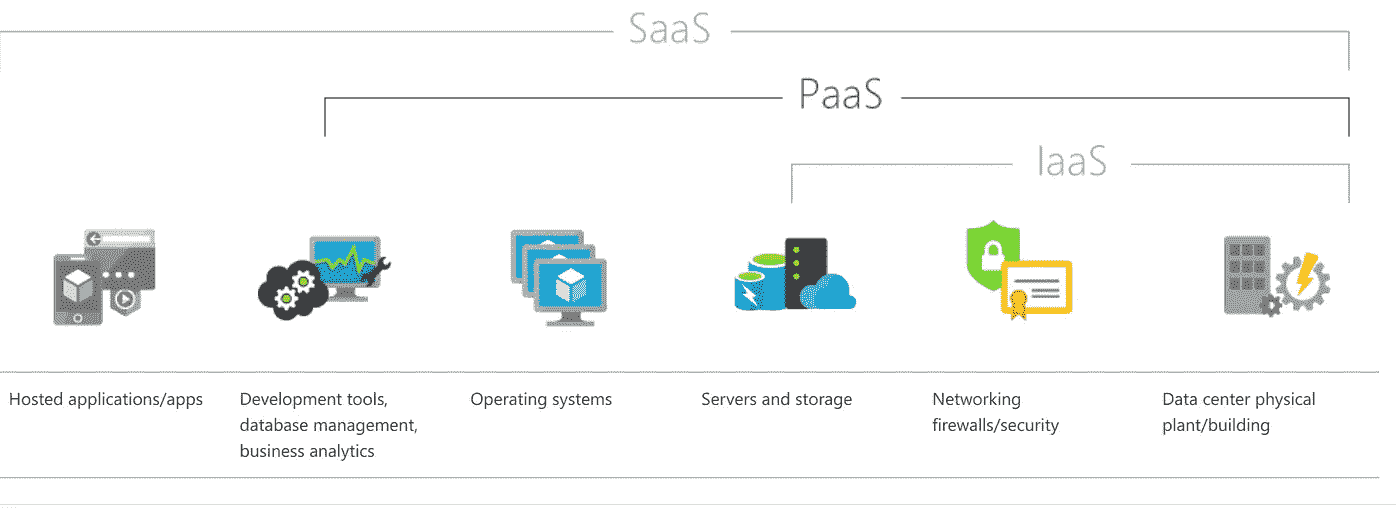 SaaS
PaaS
IaaS
Hosted applications/apps
Development tools,
database management,
business analytics
Operating systems
Servers and storage
Networking
firewalls/security
Data center physical
plant/building